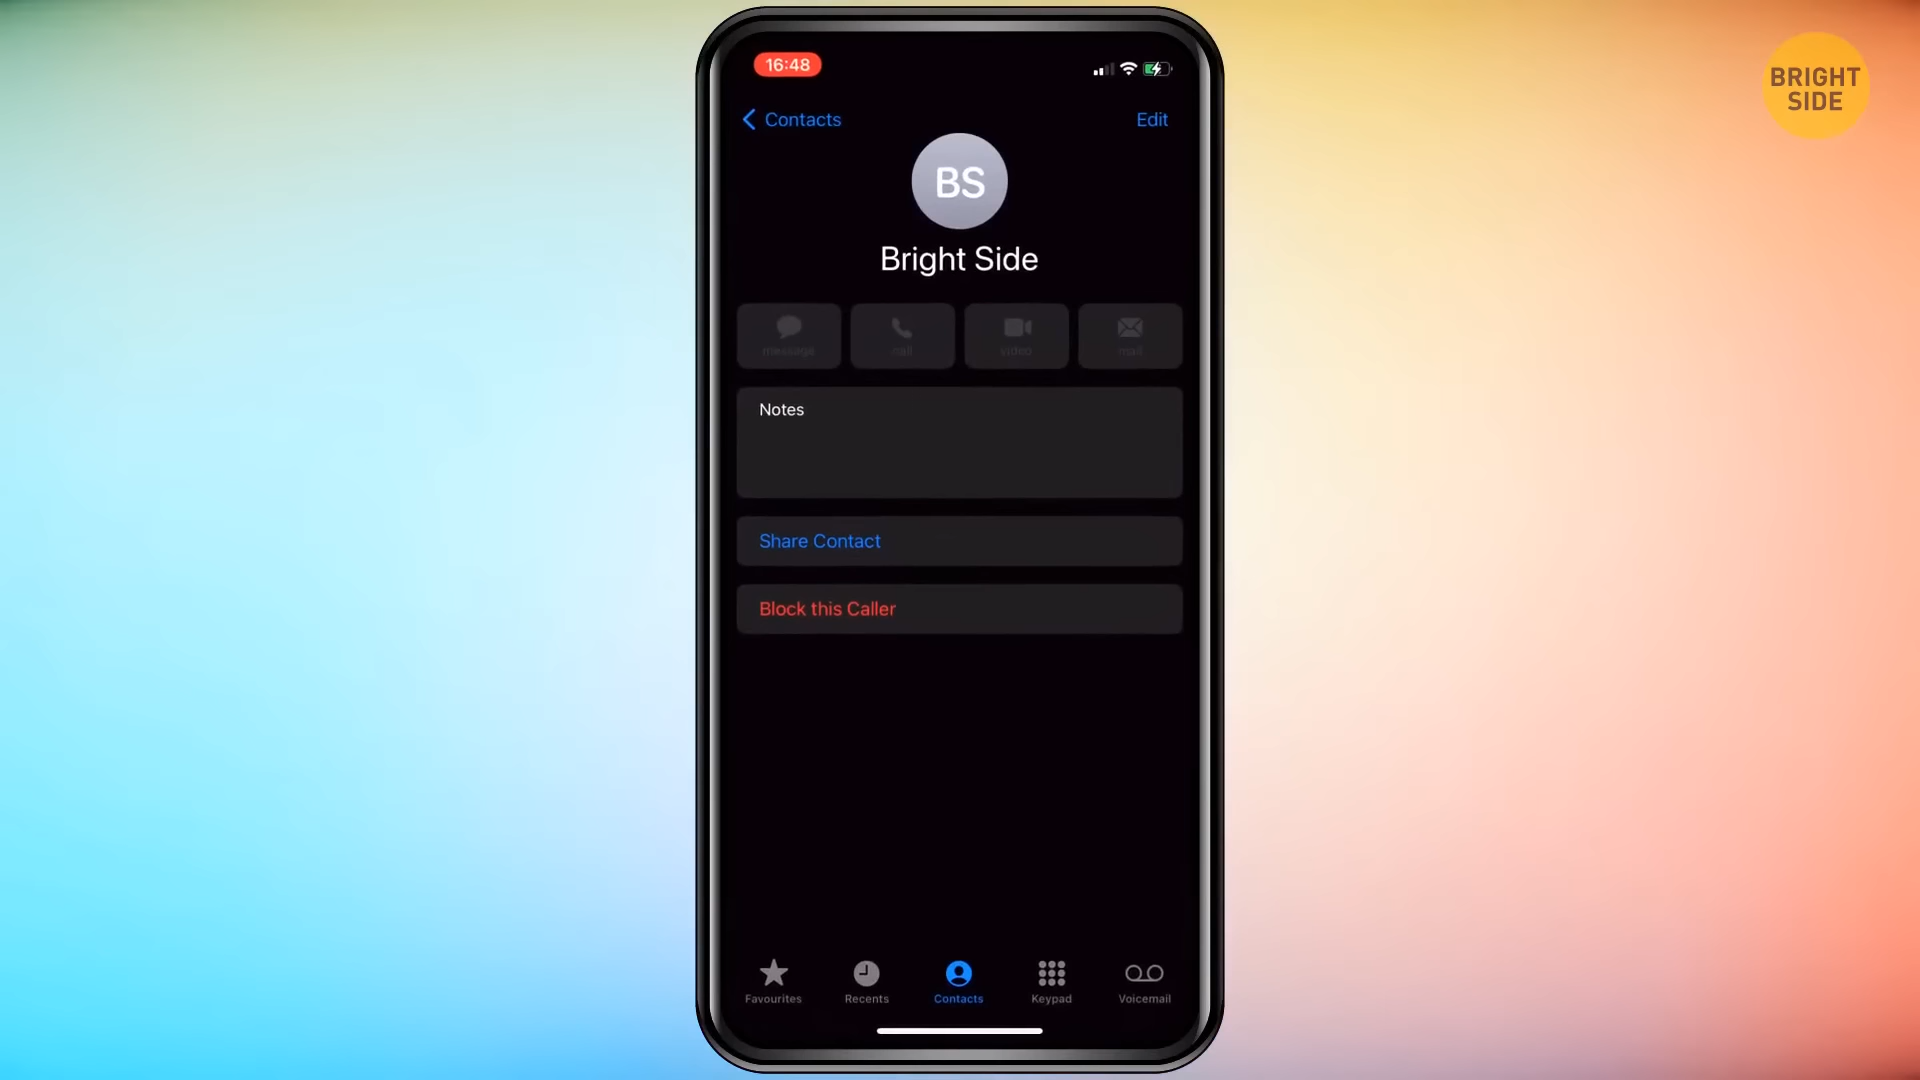 16:48
BRIGHT
SIDE
Contacts
Edit
BS
Bright Side
message
call
video
mail
Notes
Share Contact
Block this Caller
Favourites
Recents
Contacts
Keypad
Voicemail